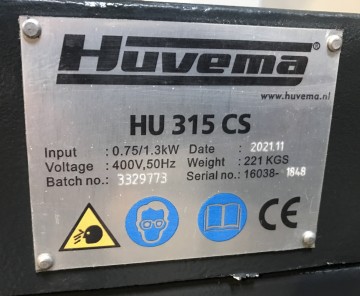 Huvema®
www.huvema.nl
HU 315 CS
Input : 0.75/1.3kW Date : 2021.11
Voltage : 400V,50Hz Weight : 221 KGS
Batch no.: 3329773 Serial no.: 16038- 1848
CE